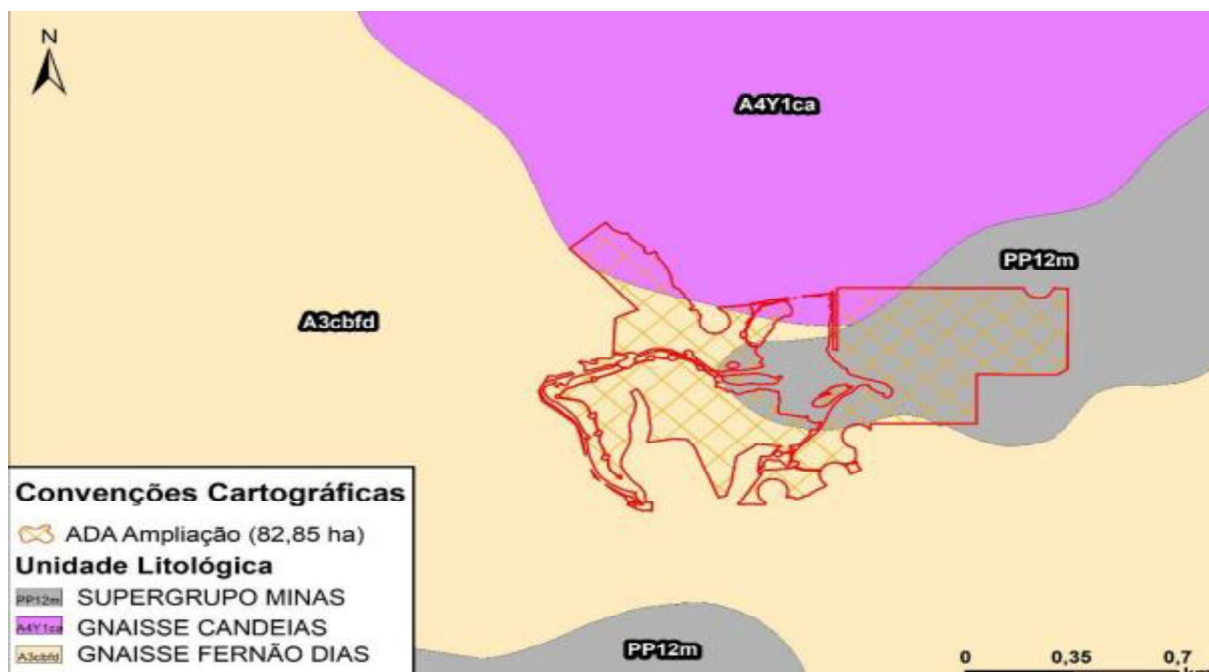 N
A4Y1ca
PP12m
A3cbfd
Convenções Cartográficas
ADA Ampliação (82,85 ha)
Unidade Litológica
PP12m SUPERGRUPO MINAS
A4Y1ca GNAISSE CANDEIAS
A3cbfd GNAISSE FERNÃO DIAS
PP12m
0 0,35 0,7